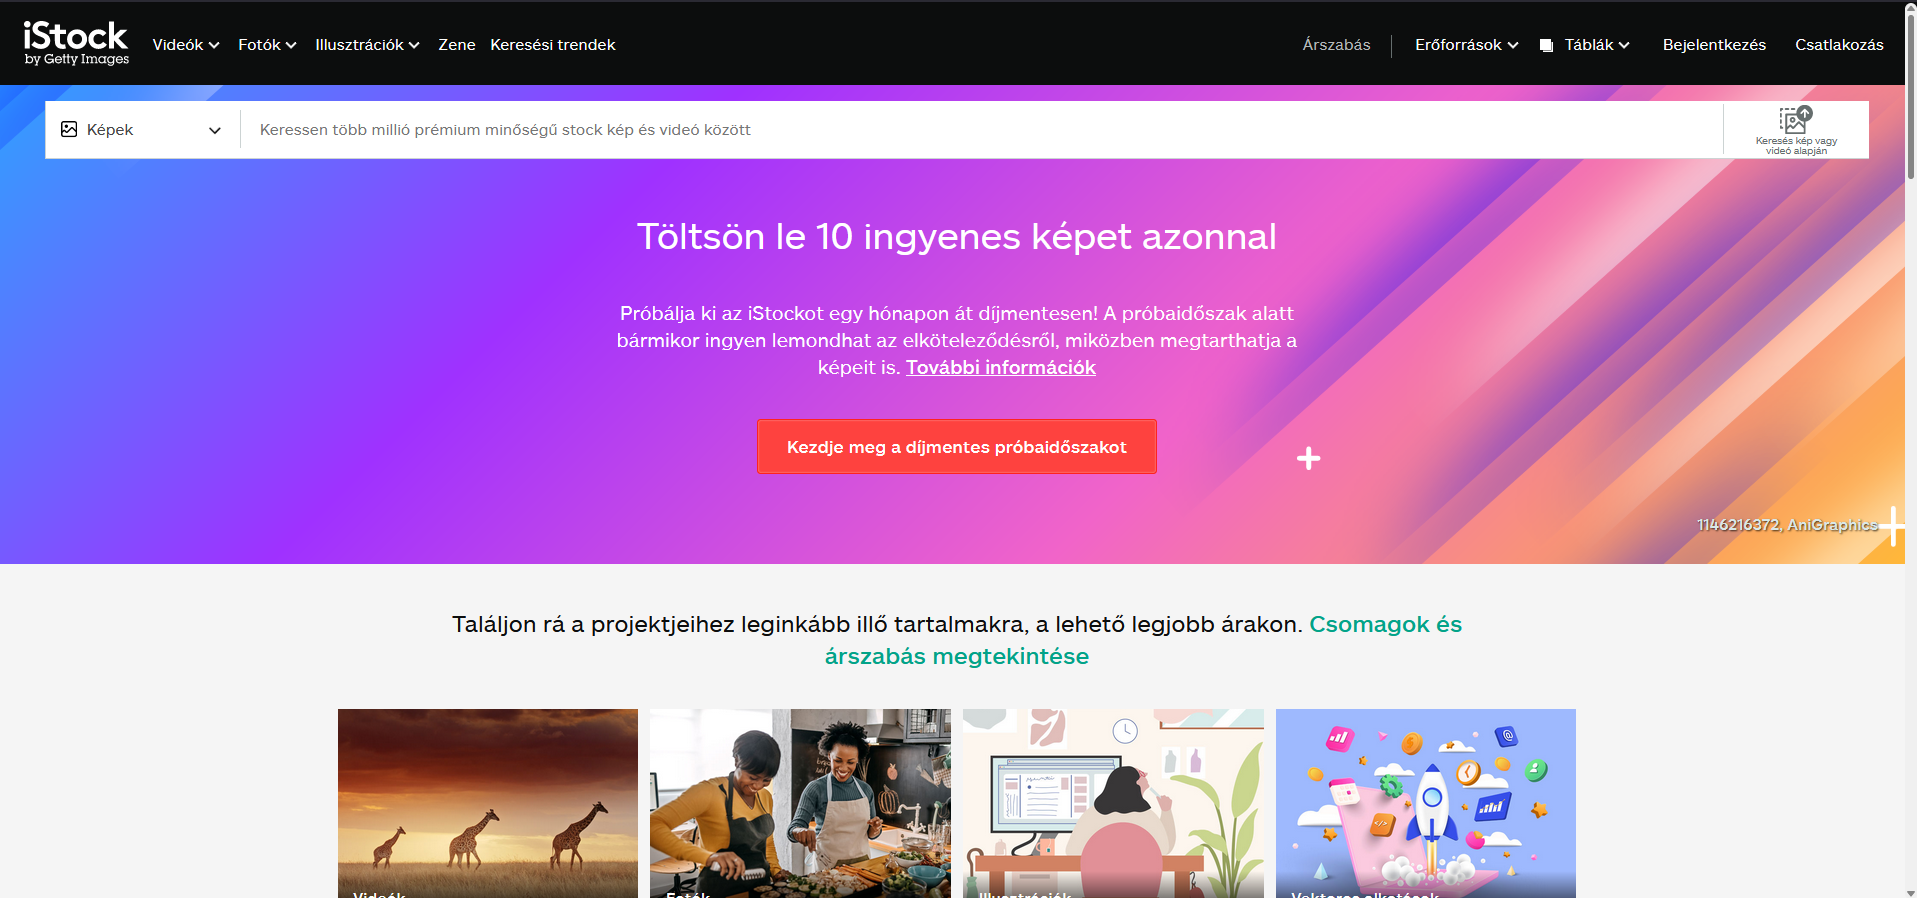 iStock
by Getty Images
Videók
Fotók
Illusztrációk
Zene
Keresési trendek
Árszabás
Erőforrások
Táblák
Bejelentkezés
Csatlakozás
Képek
Keressen több millió prémium minőségű stock kép és videó között
Keresés kép vagy
videó alapján
Töltsön le 10 ingyenes képet azonnal
Próbálja ki az iStockot egy hónapon át díjmentesen! A próbaidőszak alatt
bármikor ingyen lemondhat az elköteleződésről, miközben megtarthatja a
képeit is. További információk
Kezdje meg a díjmentes próbaidőszakot
1146216372, AniGraphics
Találjon rá a projektjeihez leginkább illő tartalmakra, a lehető legjobb árakon. Csomagok és
árszabás megtekintése
Videók
Fotók
Illusztrációk
Vektoros alkotások